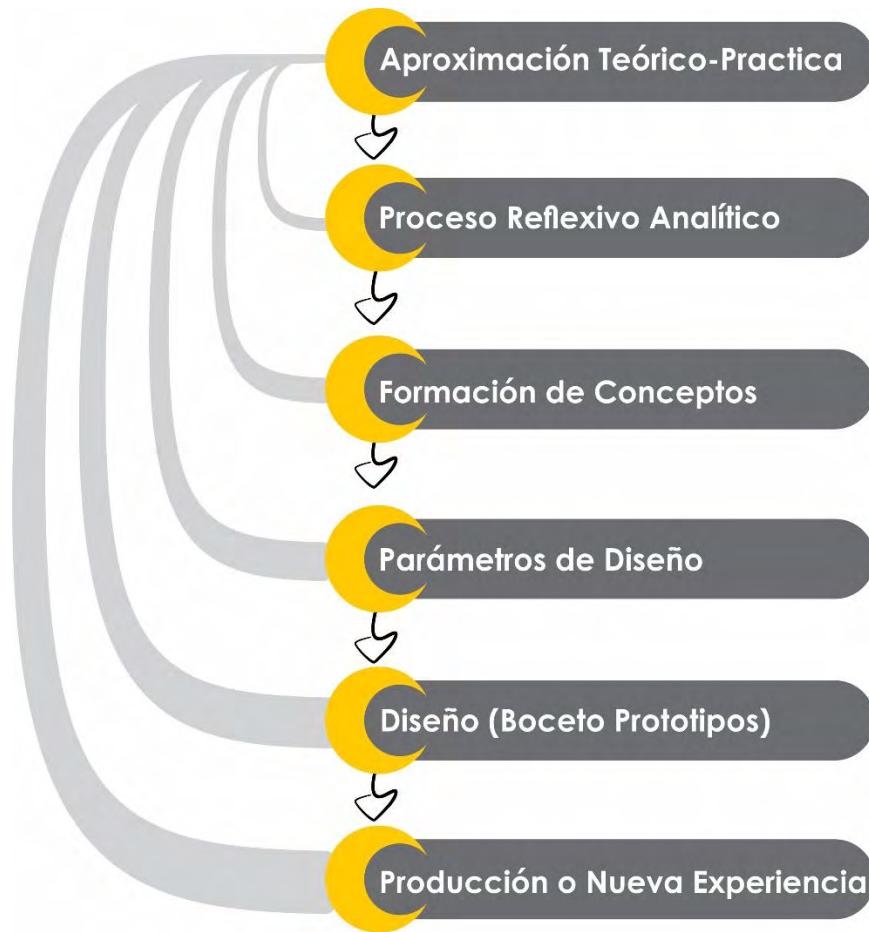 Aproximación Teórico-Practica
Proceso Reflexivo Analítico
Formación de Conceptos
Parámetros de Diseño
Diseño (Boceto Prototipos)
Producción o Nueva Experiencia